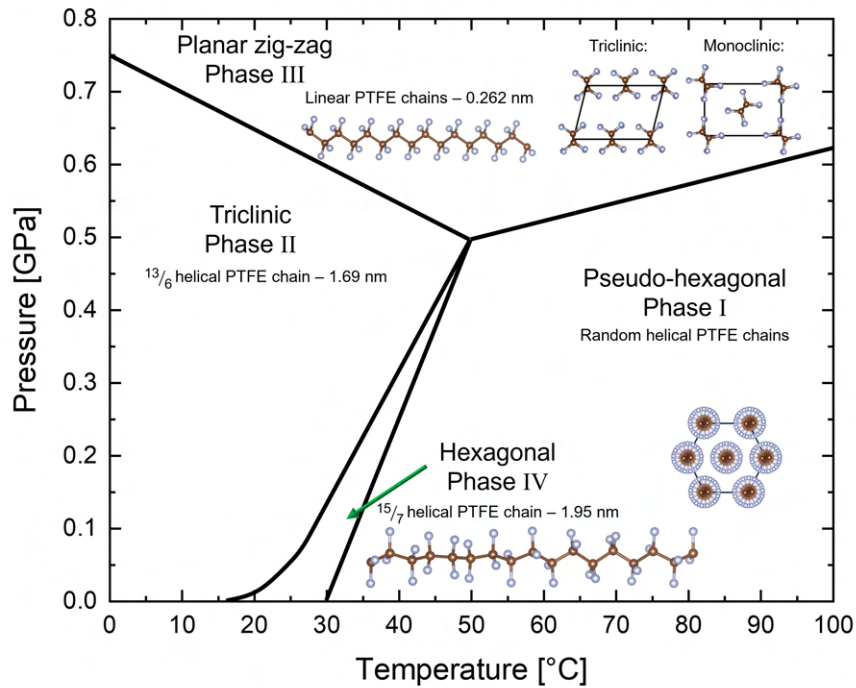 Planar zig-zag
Phase III
Linear PTFE chains – 0.262 nm
Triclinic:
Monoclinic:
Triclinic
Phase II
13/6 helical PTFE chain – 1.69 nm
Pseudo-hexagonal
Phase I
Random helical PTFE chains
Hexagonal
Phase IV
15/7 helical PTFE chain – 1.95 nm
Pressure [GPa]
0.8
0.7
0.6
0.5
0.4
0.3
0.2
0.1
0.0
0 10 20 30 40 50 60 70 80 90 100
Temperature [°C]